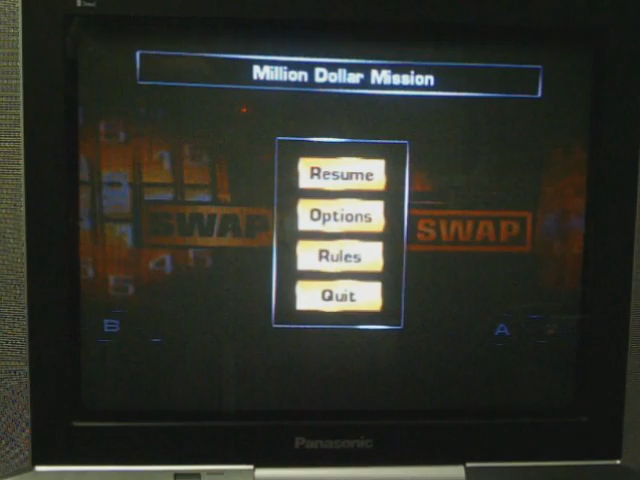 Million Dollar Mission
Resume
Options
SWAP
SWAP
Rules
Quit
B
A
Panasonic